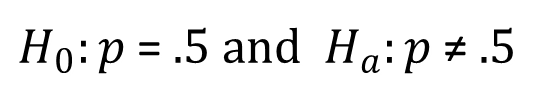 H₀: p = .5 and Hₐ: p ≠ .5